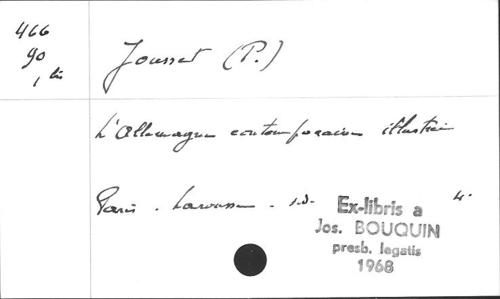 466
90
1 bis
Jousset (P.)
L'Allemagne contemporaine illustrée
Paris. Larousse. s.d. 4°
Ex-libris a
Jos. BOUQUIN
presb. legatis
1968